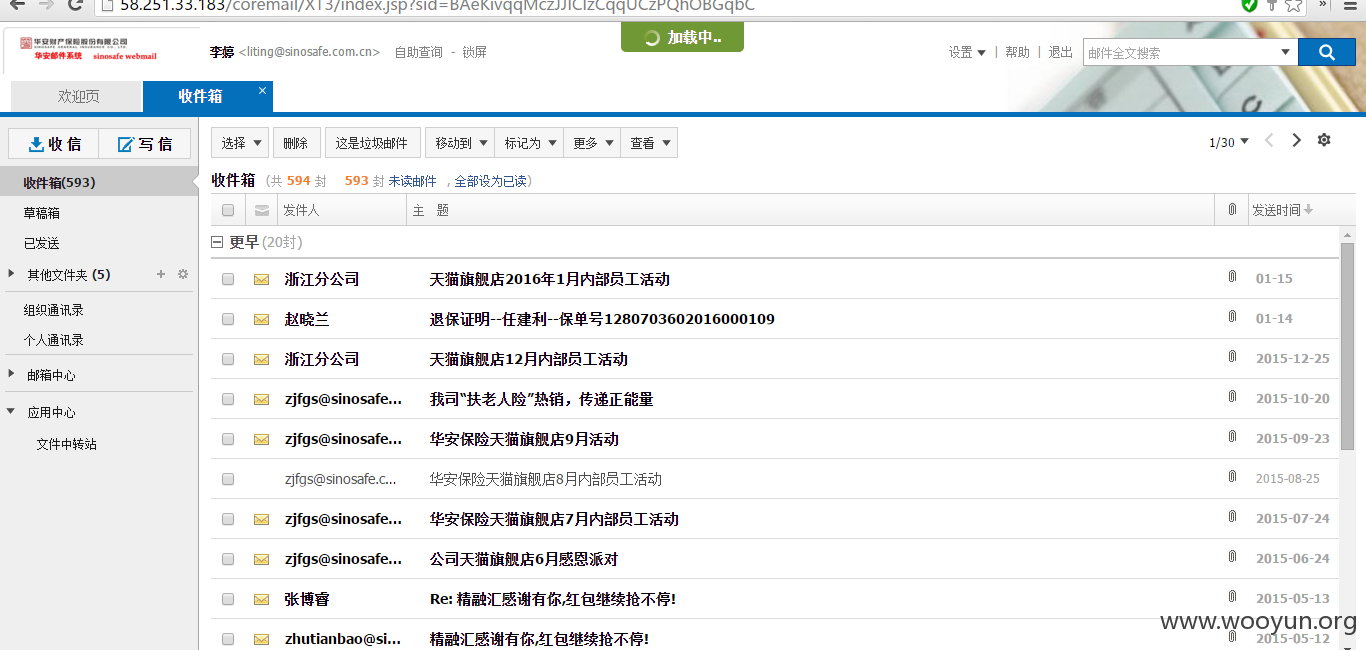 58.251.33.183/coremail/XT3/index.jsp?sid=BAeKivqqMczJJICIzCqqUCzPQhOBGqbC
华安财产保险股份有限公司
华安邮件系统 sinosafe webmail
李婷 <liting@sinosafe.com.cn> 自助查询 - 锁屏
加载中..
设置 | 帮助 | 退出 邮件全文搜索
欢迎页 收件箱 ×
收信 写信
选择 删除 这是垃圾邮件 移动到 标记为 更多 查看 1/30
收件箱(593)
草稿箱
已发送
其他文件夹 (5) +
组织通讯录
个人通讯录
邮箱中心
应用中心
文件中转站
收件箱 (共 594 封 593 封 未读邮件 ,全部设为已读)
发件人 主 题 发送时间
更早(20封)
浙江分公司 天猫旗舰店2016年1月内部员工活动 01-15
赵晓兰 退保证明--任建利--保单号1280703602016000109 01-14
浙江分公司 天猫旗舰店12月内部员工活动 2015-12-25
zjfgs@sinosafe... 我司“扶老人险”热销，传递正能量 2015-10-20
zjfgs@sinosafe... 华安保险天猫旗舰店9月活动 2015-09-23
zjfgs@sinosafe.c... 华安保险天猫旗舰店8月内部员工活动 2015-08-25
zjfgs@sinosafe... 华安保险天猫旗舰店7月内部员工活动 2015-07-24
zjfgs@sinosafe... 公司天猫旗舰店6月感恩派对 2015-06-24
张博睿 Re: 精融汇感谢有你,红包继续抢不停! 2015-05-13
zhutianbao@si... 精融汇感谢有你,红包继续抢不停! 2015-05-12
www.wooyun.org